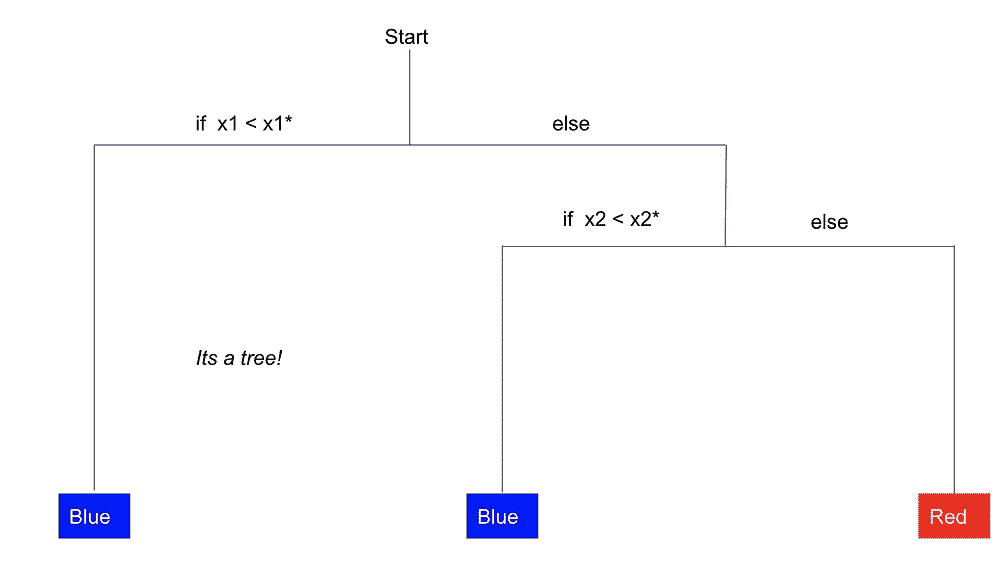 Start
if x1 < x1*
else
if x2 < x2*
else
Its a tree!
Blue
Blue
Red